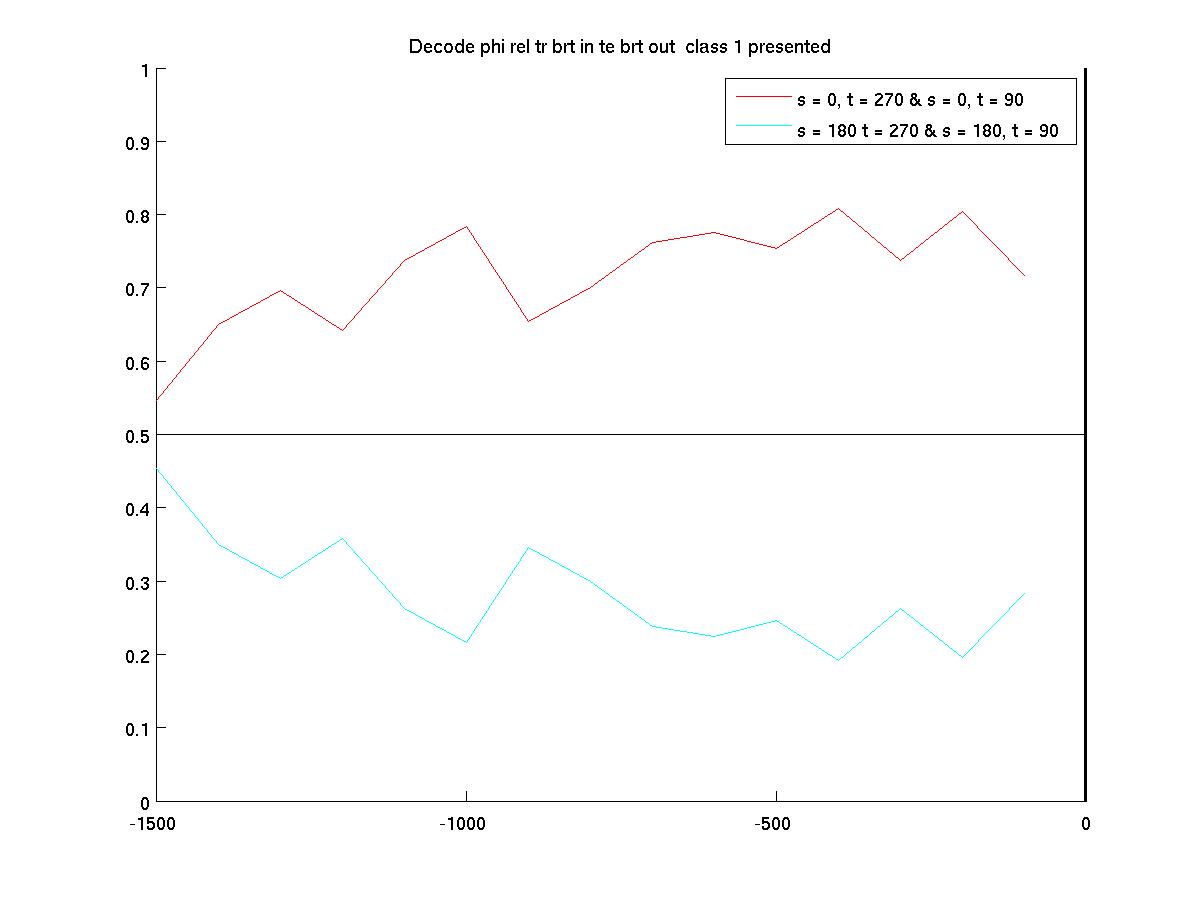 Decode phi rel tr brt in te brt out  class 1 presented
1
s = 0, t = 270 & s = 0, t = 90
s = 180 t = 270 & s = 180, t = 90
0.9
0.8
0.7
0.6
0.5
0.4
0.3
0.2
0.1
0
-1500 -1000 -500 0